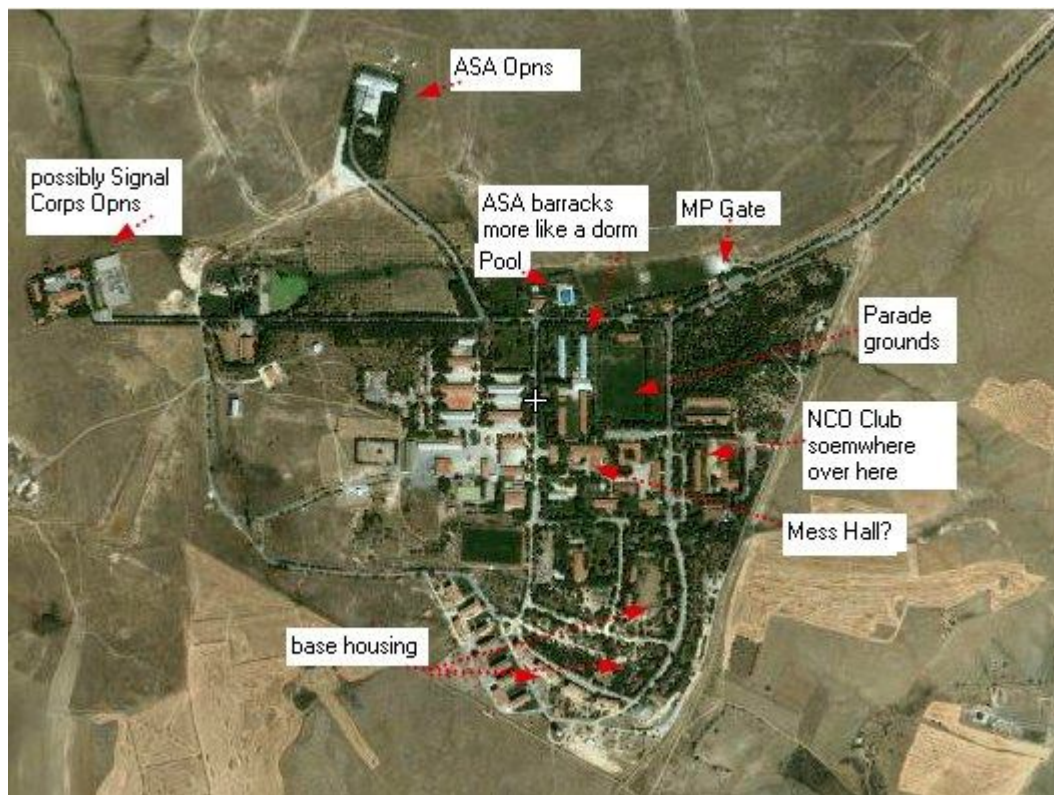 ASA Opns
possibly Signal
Corps Opns
ASA barracks
more like a dorm
MP Gate
Pool
Parade
grounds
NCO Club
soemwhere
over here
Mess Hall?
base housing